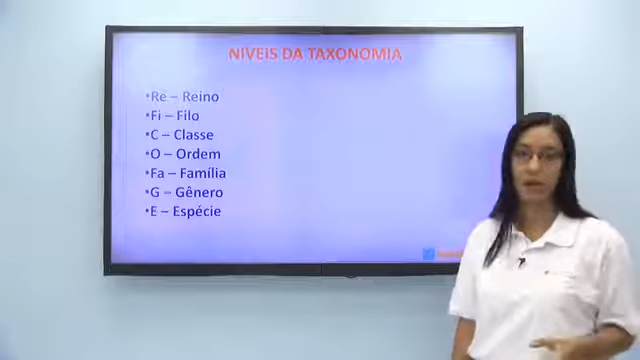 NÍVEIS DA TAXONOMIA
•Re – Reino
•Fi – Filo
•C – Classe
•O – Ordem
•Fa – Família
•G – Gênero
•E – Espécie